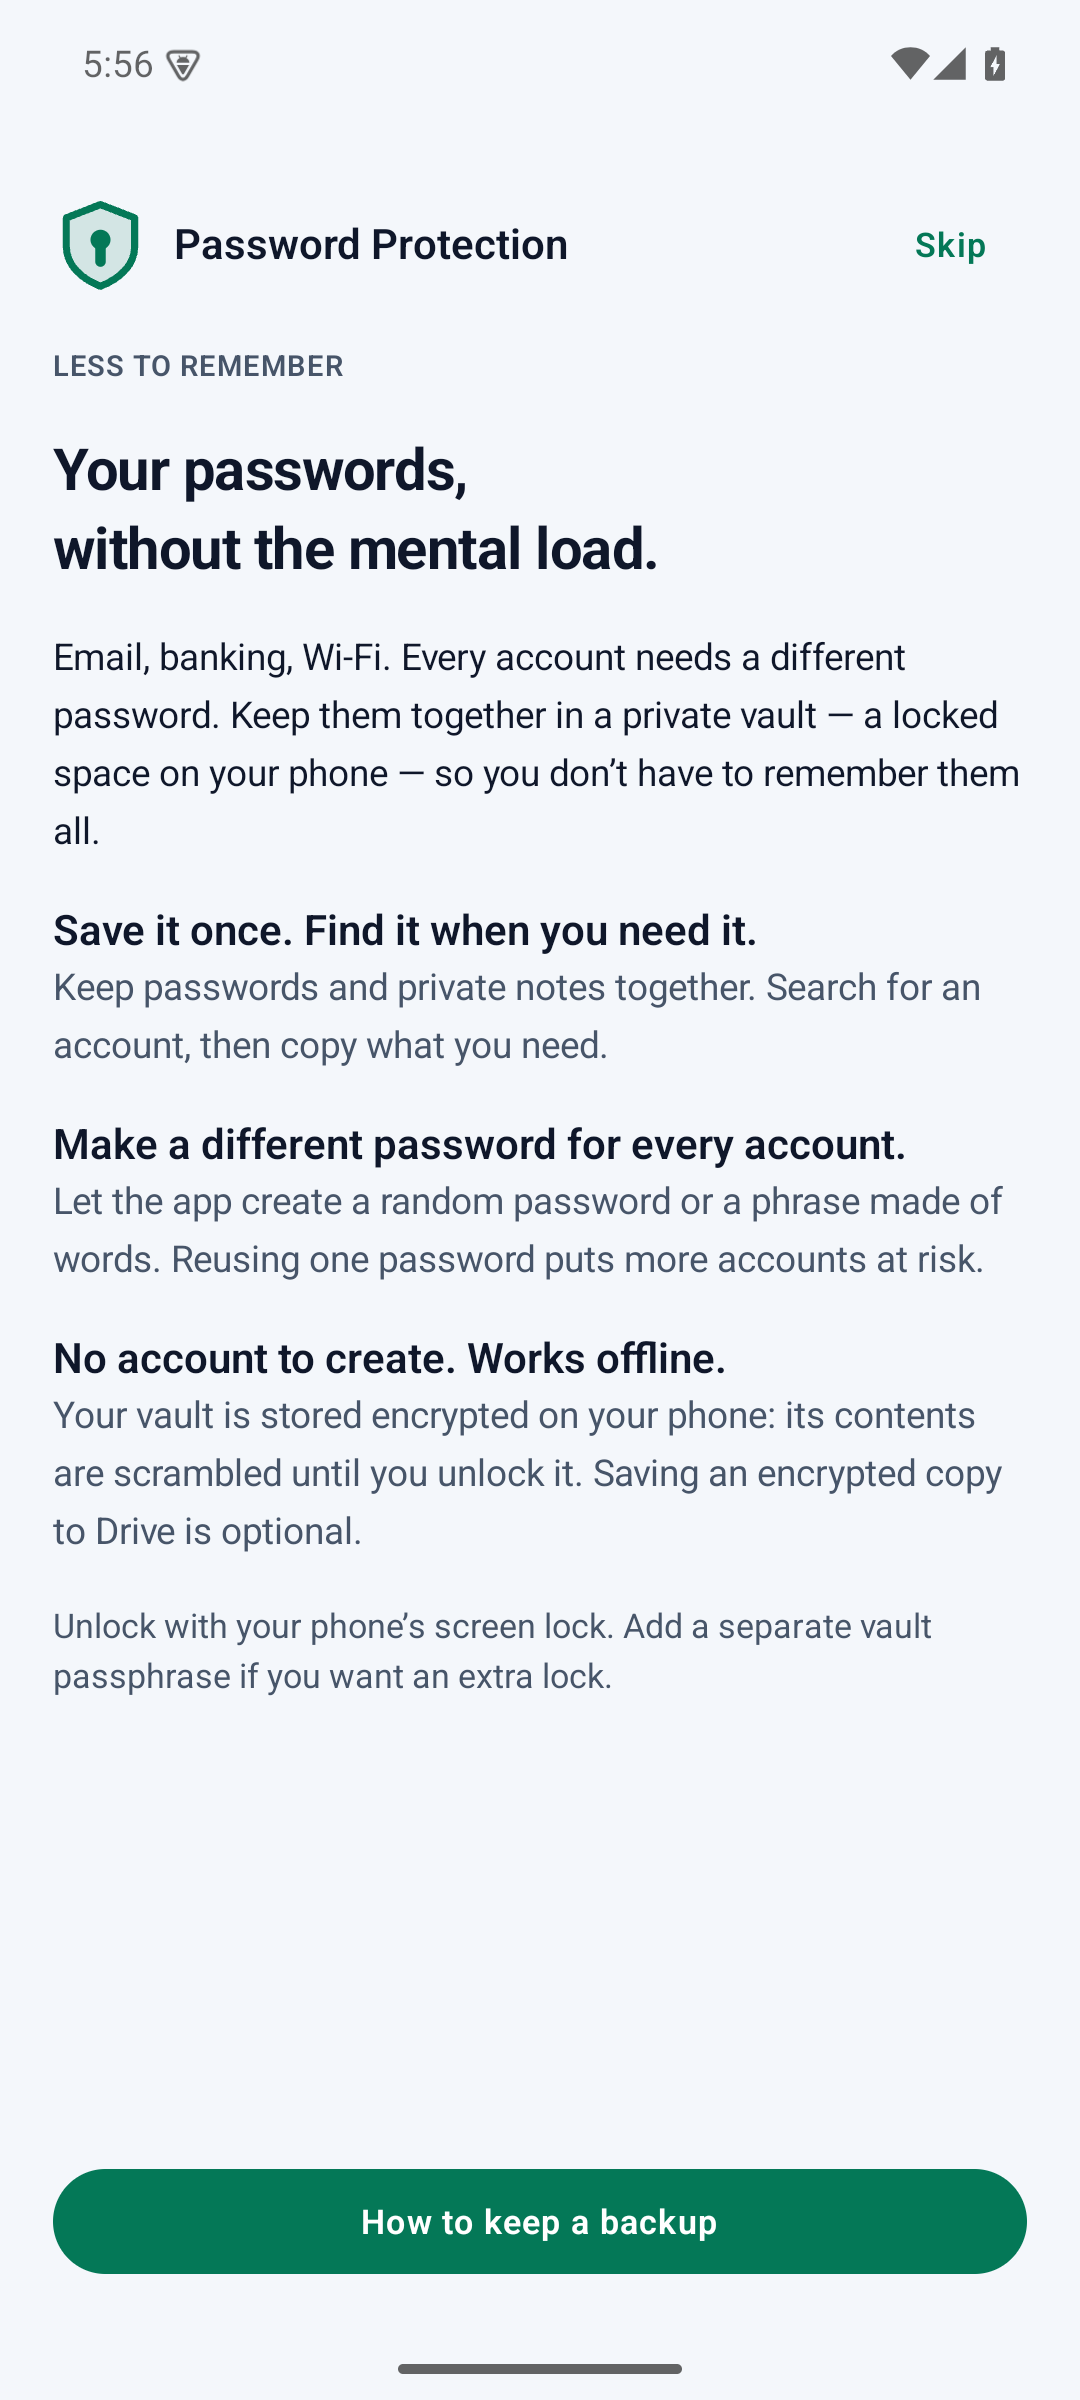 5:56
Password Protection
Skip
LESS TO REMEMBER
Your passwords,
without the mental load.
Email, banking, Wi-Fi. Every account needs a different
password. Keep them together in a private vault — a locked
space on your phone — so you don’t have to remember them
all.
Save it once. Find it when you need it.
Keep passwords and private notes together. Search for an
account, then copy what you need.
Make a different password for every account.
Let the app create a random password or a phrase made of
words. Reusing one password puts more accounts at risk.
No account to create. Works offline.
Your vault is stored encrypted on your phone: its contents
are scrambled until you unlock it. Saving an encrypted copy
to Drive is optional.
Unlock with your phone’s screen lock. Add a separate vault
passphrase if you want an extra lock.
How to keep a backup